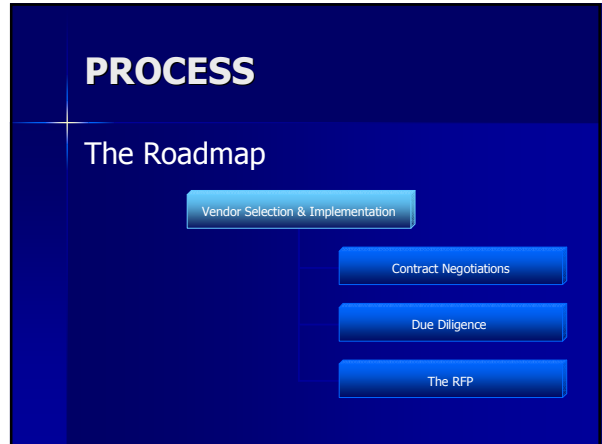 PROCESS
The Roadmap
Vendor Selection & Implementation
Contract Negotiations
Due Diligence
The RFP